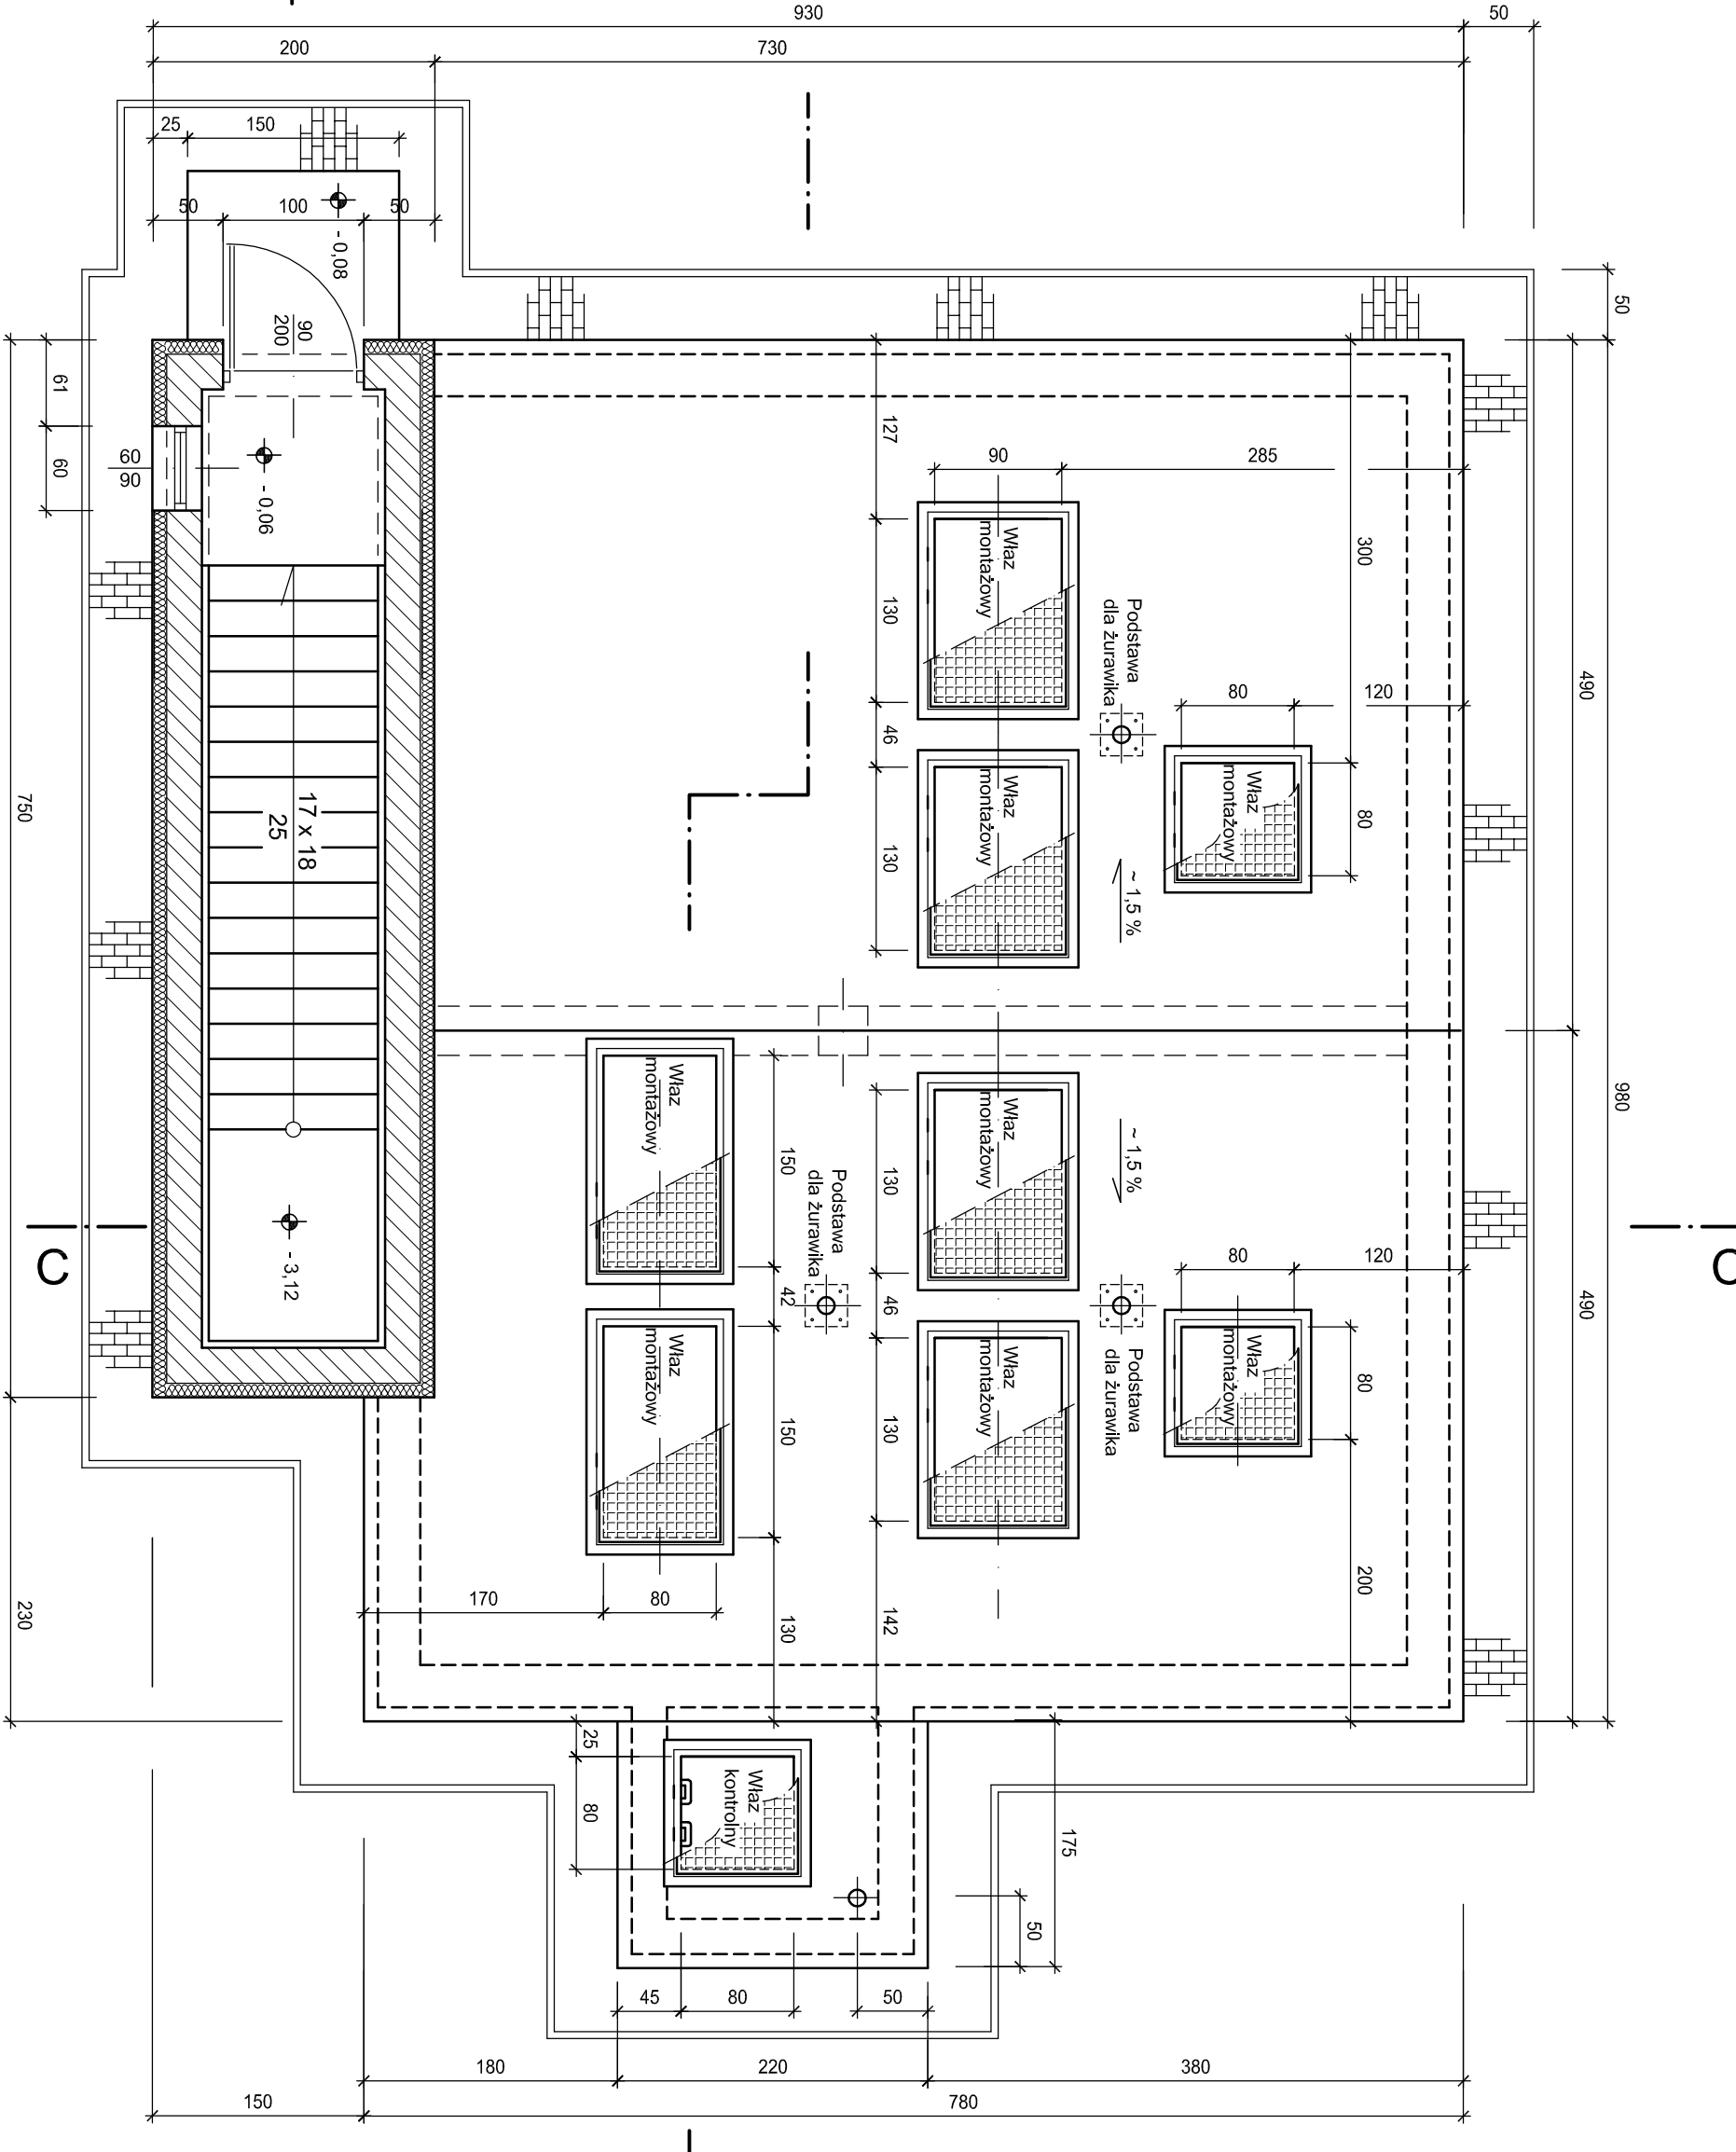 930
50
200
730
25
150
50
100
50
- 0,08
50
90
200
61
60
60
90
- 0,06
127
90
285
300
490
Właz
montażowy
130
Podstawa
dla żurawika
46
80
120
Właz
montażowy
Właz
montażowy
80
130
~ 1,5 %
17 x 18
25
750
980
Właz
montażowy
150
Właz
montażowy
130
~ 1,5 %
Podstawa
dla żurawika
C
C
- 3,12
42
46
80
120
490
Właz
montażowy
150
Właz
montażowy
130
Podstawa
dla żurawika
Właz
montażowy
80
170
80
130
142
200
230
25
80
Właz
kontrolny
175
50
45
80
50
180
220
380
150
780